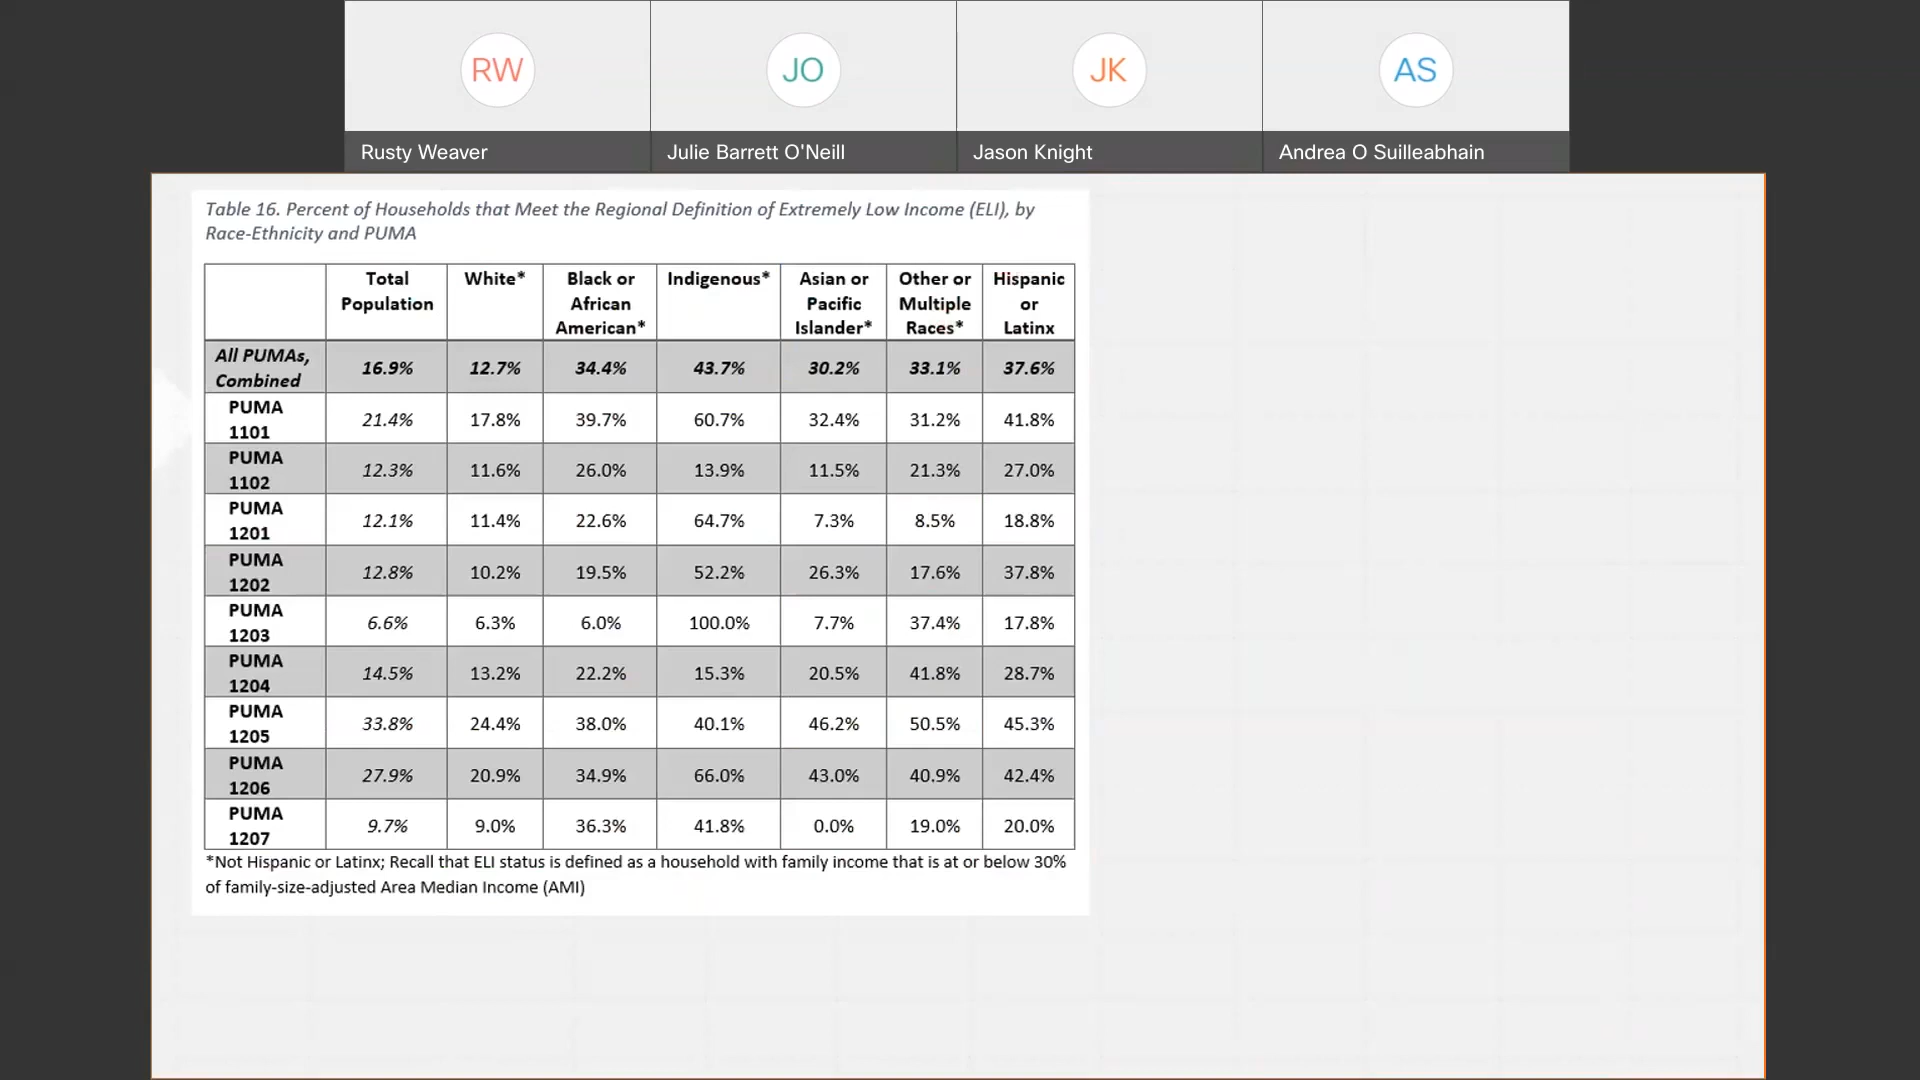 RW
JO
JK
AS
Rusty Weaver
Julie Barrett O'Neill
Jason Knight
Andrea O Suilleabhain
Table 16. Percent of Households that Meet the Regional Definition of Extremely Low Income (ELI), by
Race-Ethnicity and PUMA
Total Population White* Black or African American* Indigenous* Asian or Pacific Islander* Other or Multiple Races* Hispanic or Latinx
All PUMAs, Combined 16.9% 12.7% 34.4% 43.7% 30.2% 33.1% 37.6%
PUMA 1101 21.4% 17.8% 39.7% 60.7% 32.4% 31.2% 41.8%
PUMA 1102 12.3% 11.6% 26.0% 13.9% 11.5% 21.3% 27.0%
PUMA 1201 12.1% 11.4% 22.6% 64.7% 7.3% 8.5% 18.8%
PUMA 1202 12.8% 10.2% 19.5% 52.2% 26.3% 17.6% 37.8%
PUMA 1203 6.6% 6.3% 6.0% 100.0% 7.7% 37.4% 17.8%
PUMA 1204 14.5% 13.2% 22.2% 15.3% 20.5% 41.8% 28.7%
PUMA 1205 33.8% 24.4% 38.0% 40.1% 46.2% 50.5% 45.3%
PUMA 1206 27.9% 20.9% 34.9% 66.0% 43.0% 40.9% 42.4%
PUMA 1207 9.7% 9.0% 36.3% 41.8% 0.0% 19.0% 20.0%
*Not Hispanic or Latinx; Recall that ELI status is defined as a household with family income that is at or below 30%
of family-size-adjusted Area Median Income (AMI)